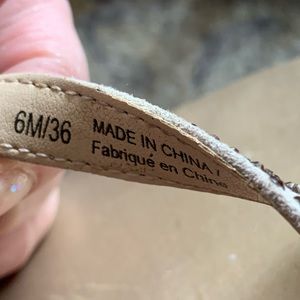 6M/36
MADE IN CHINA /
Fabriqué en Chine